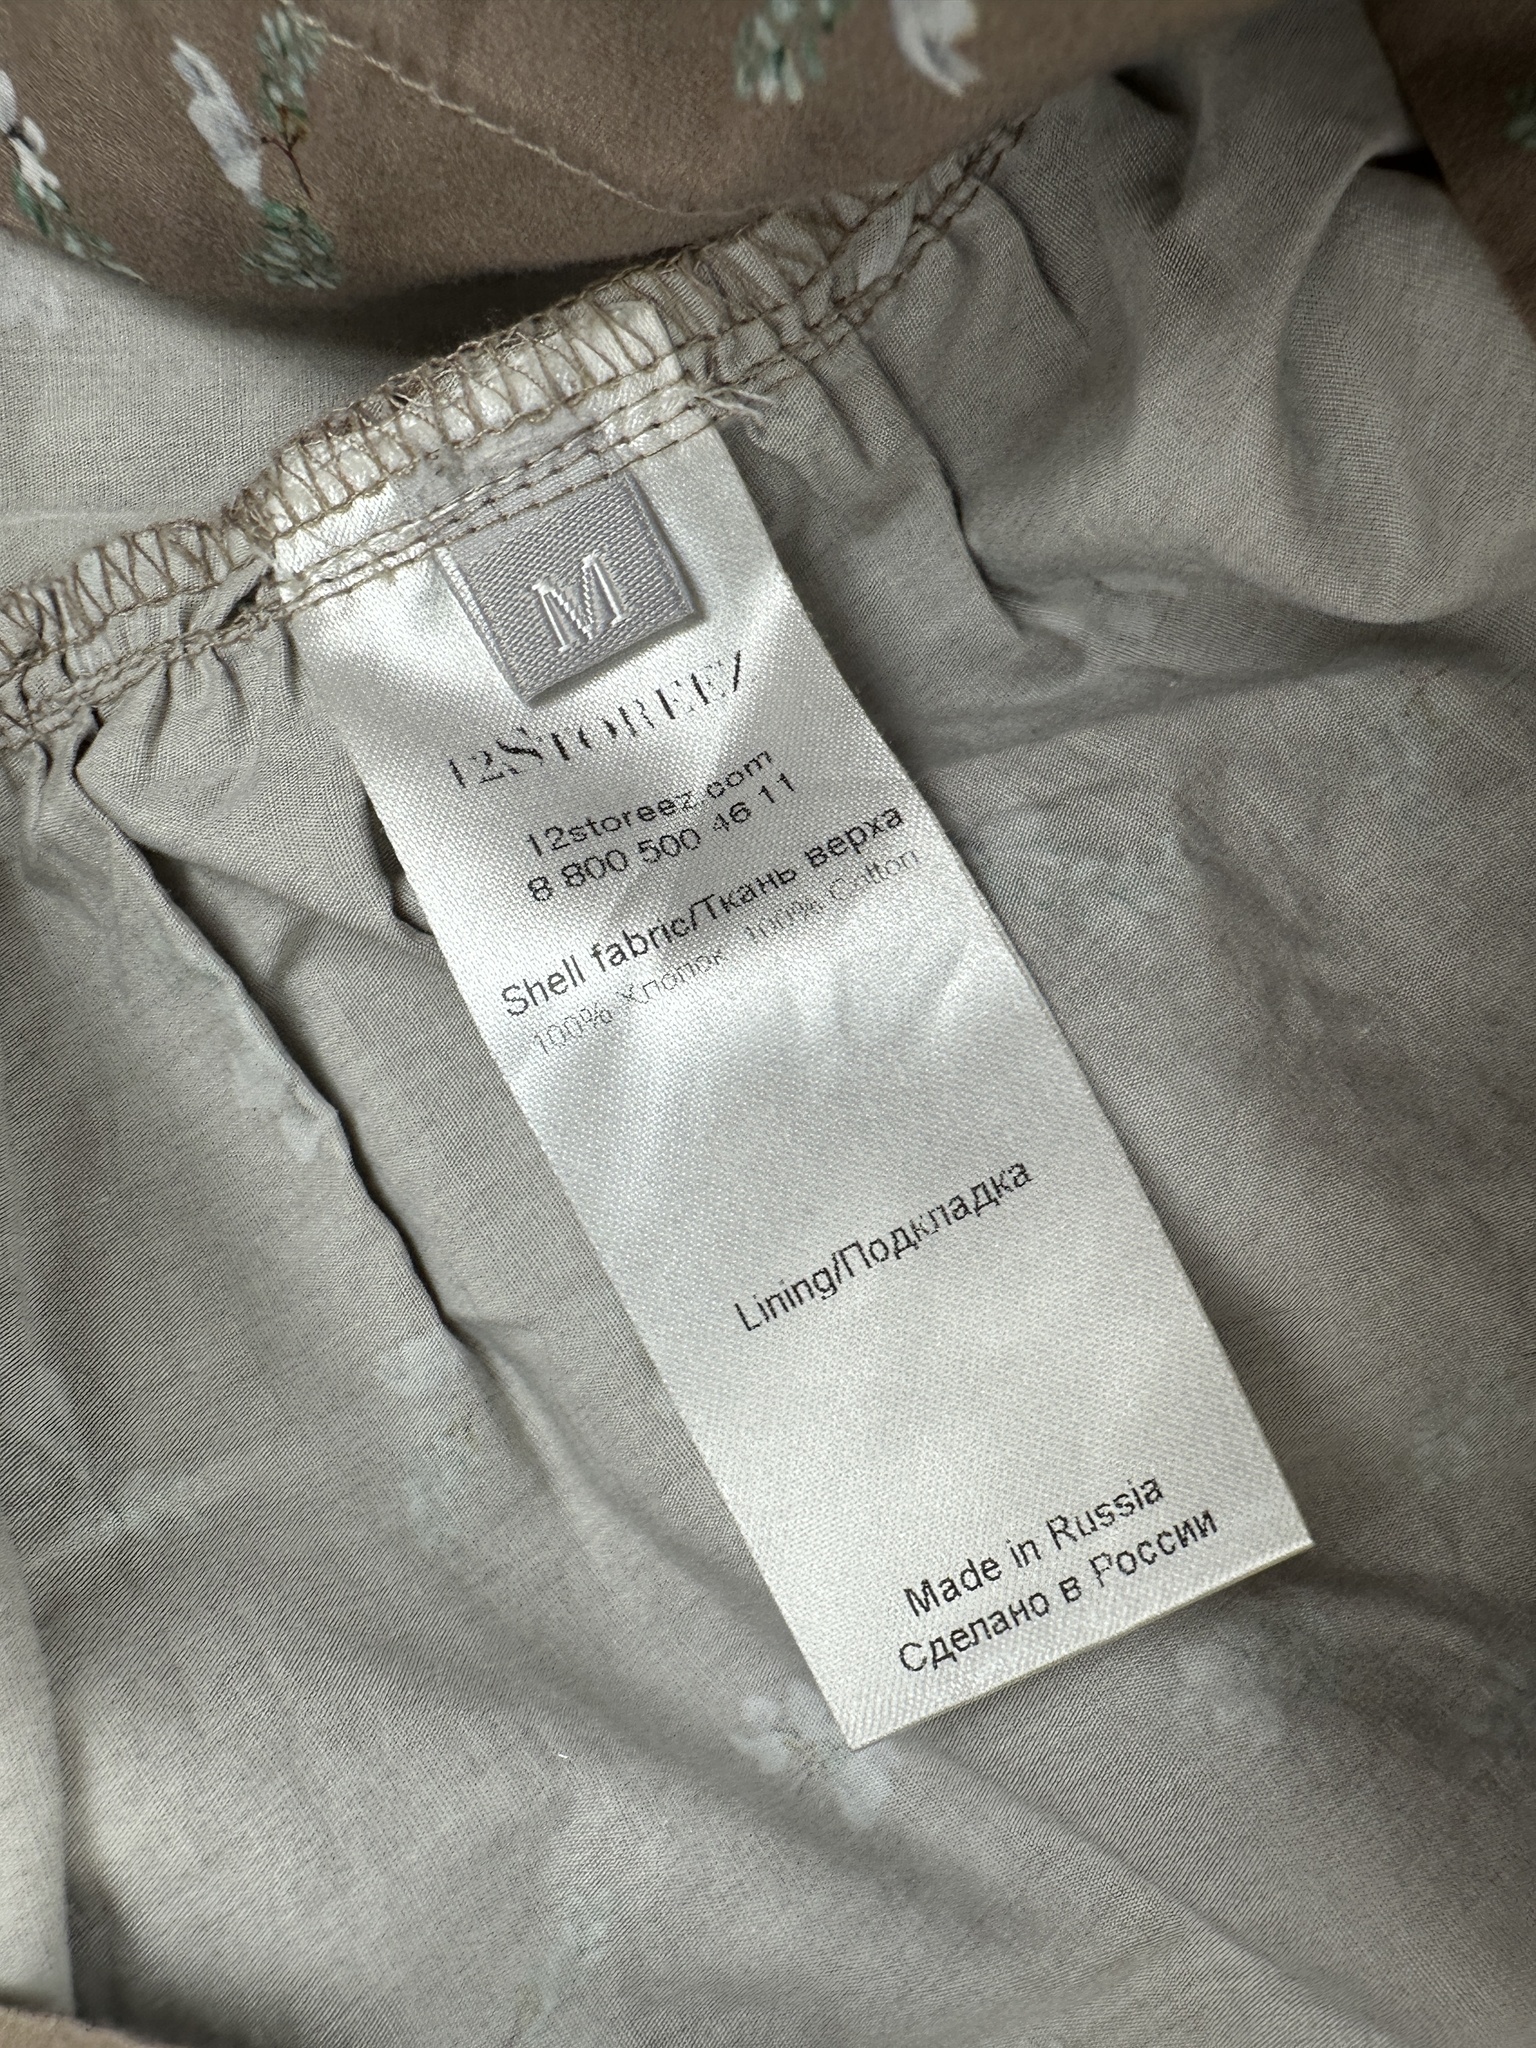 M
12STOREEZ
12storeez.com
8 800 500 46 11
Shell fabric/Ткань верха
100% Хлопок 100% Cotton
Lining/Подкладка
Made in Russia
Сделано в России